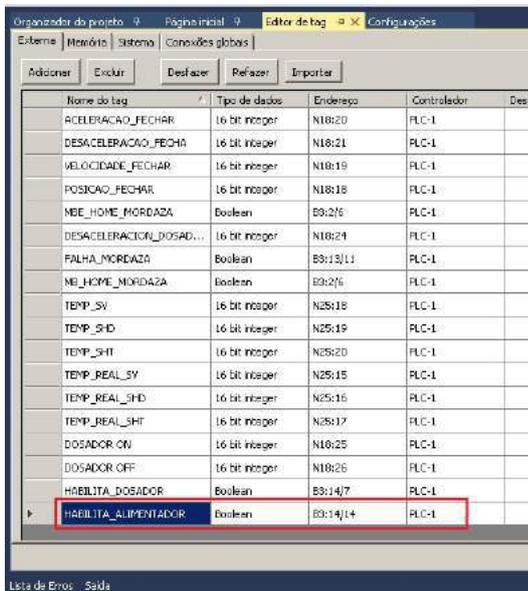 Organizador do projeto Página inicial Editor de tag Configurações
Externa Memória Sistema Conexões globais
Adicionar Excluir Desfazer Refazer Importar
Nome do tag Tipo de dados Endereço Controlador Des
ACELERACAO_FECHAR 16 bit integer N18:20 PLC-1
DESACELERACAO_FECHA 16 bit integer N18:21 PLC-1
VELOCIDADE_FECHAR 16 bit integer N18:19 PLC-1
POSICAO_FECHAR 16 bit integer N18:18 PLC-1
MBE_HOME_MORDAZA Boolean B3:2/6 PLC-1
DESACELERACION_DOSAD... 16 bit integer N18:24 PLC-1
FALHA_MORDAZA Boolean B3:13/11 PLC-1
MB_HOME_MORDAZA Boolean B3:2/6 PLC-1
TEMP_SV 16 bit integer N25:18 PLC-1
TEMP_SHD 16 bit integer N25:19 PLC-1
TEMP_SHT 16 bit integer N25:20 PLC-1
TEMP_REAL_SV 16 bit integer N25:15 PLC-1
TEMP_REAL_SHD 16 bit integer N25:16 PLC-1
TEMP_REAL_SHT 16 bit integer N25:17 PLC-1
DOSADOR ON 16 bit integer N18:25 PLC-1
DOSADOR OFF 16 bit integer N18:26 PLC-1
HABILITA_DOSADOR Boolean B3:14/7 PLC-1
HABILITA_ALIMENTADOR Boolean B3:14/14 PLC-1
Lista de Erros Saída